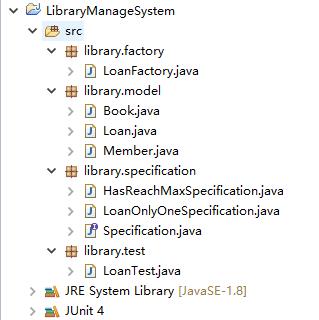 LibraryManageSystem
src
library.factory
LoanFactory.java
library.model
Book.java
Loan.java
Member.java
library.specification
HasReachMaxSpecification.java
LoanOnlyOneSpecification.java
Specification.java
library.test
LoanTest.java
JRE System Library [JavaSE-1.8]
JUnit 4